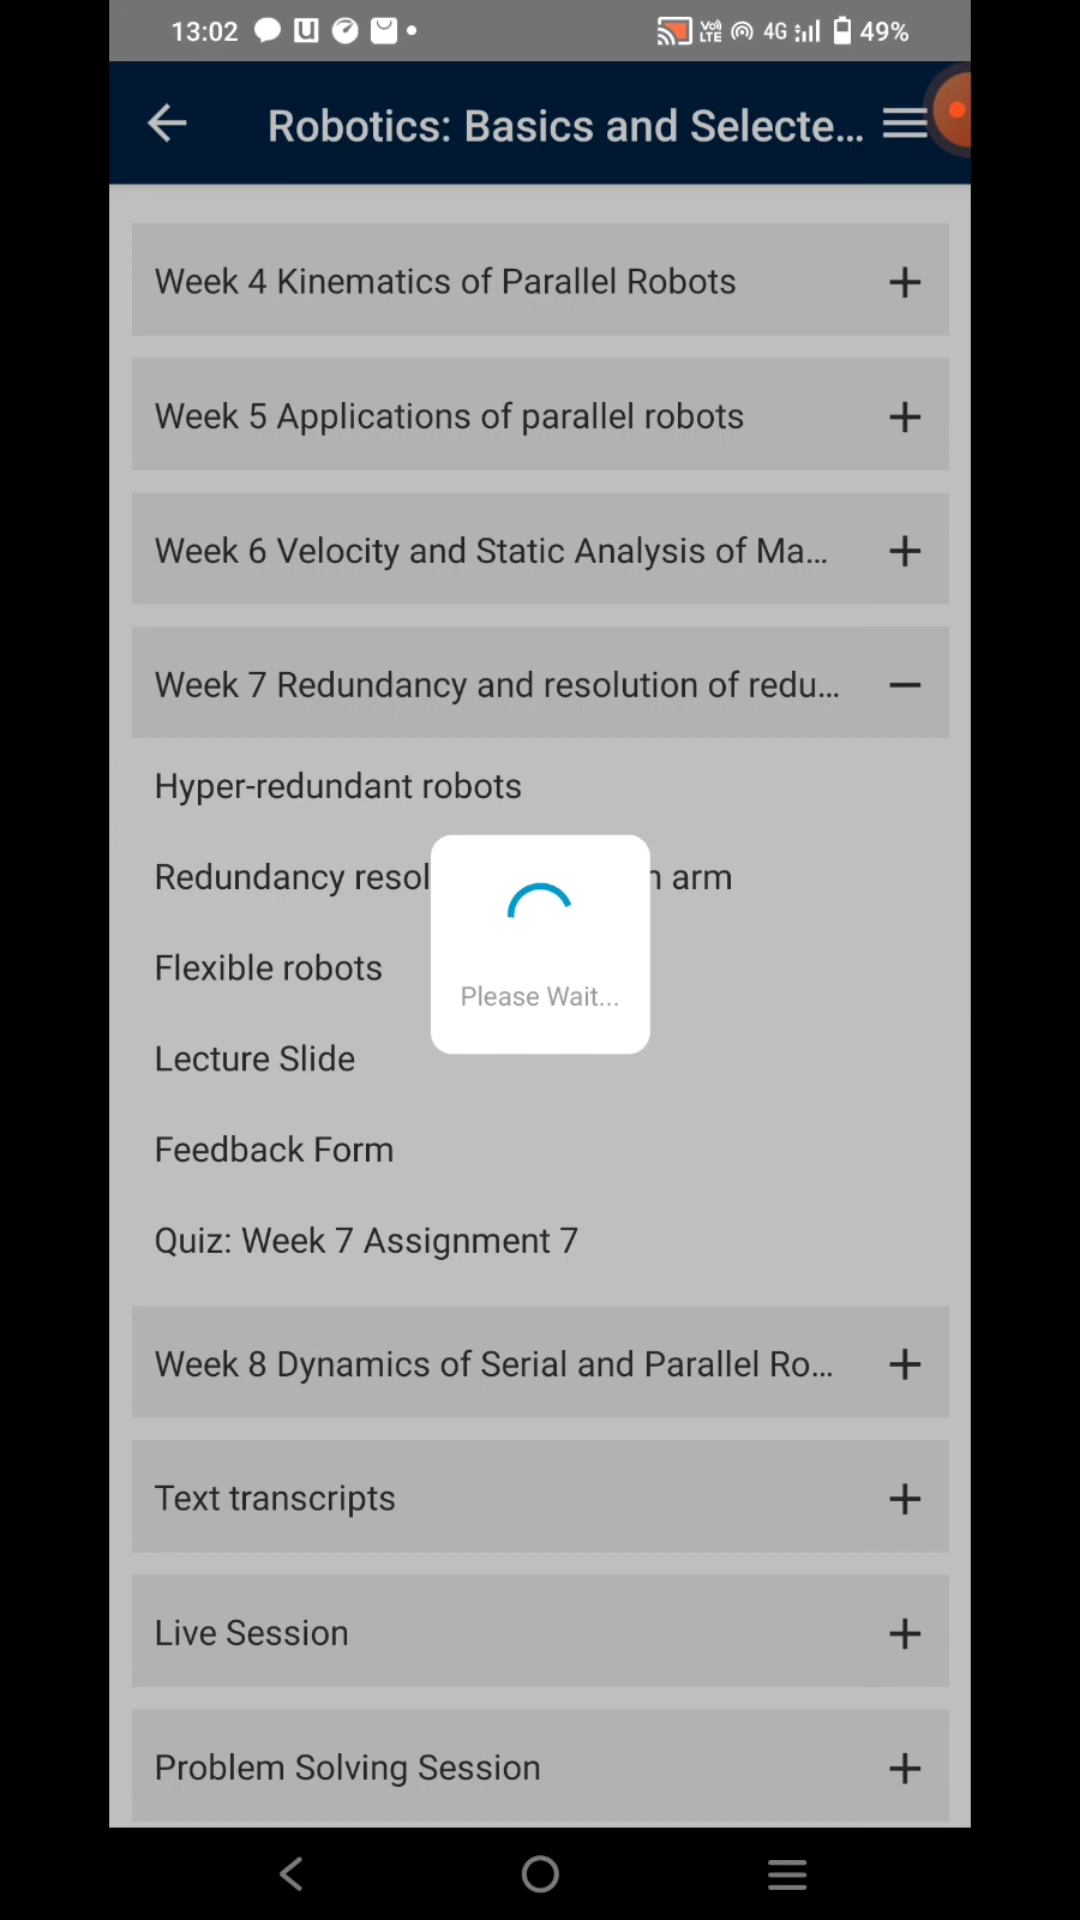 13:02 VoD LTE 4G 49%
Robotics: Basics and Selecte...
Week 4 Kinematics of Parallel Robots
Week 5 Applications of parallel robots
Week 6 Velocity and Static Analysis of Ma...
Week 7 Redundancy and resolution of redu...
Hyper-redundant robots
Redundancy arm
Flexible robots
Please Wait...
Lecture Slide
Feedback Form
Quiz: Week 7 Assignment 7
Week 8 Dynamics of Serial and Parallel Ro...
Text transcripts
Live Session
Problem Solving Session